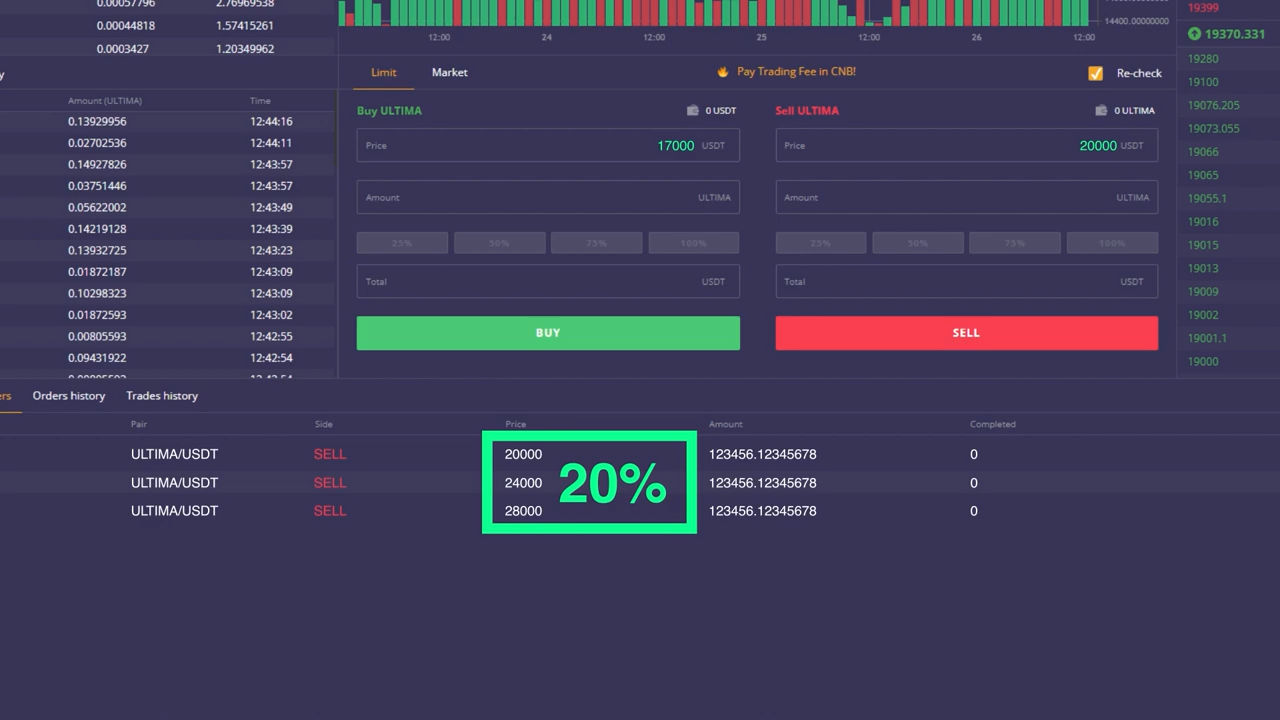 0.00057796 2.76969538
0.00044818 1.57415261
0.0003427 1.20349962
y
Amount (ULTIMA) Time
0.13929956 12:44:16
0.02702536 12:44:11
0.14927826 12:43:57
0.03751446 12:43:57
0.05622002 12:43:49
0.14219128 12:43:39
0.13932725 12:43:23
0.01872187 12:43:09
0.10298323 12:43:09
0.01872593 12:43:02
0.00805593 12:42:55
0.09431922 12:42:54
14400.00000000
12:00 24 12:00 25 12:00 26 12:00
Limit Market Pay Trading Fee in CNB! Re-check
Buy ULTIMA 0 USDT
Price 17000 USDT
Amount ULTIMA
25% 50% 75% 100%
Total USDT
BUY
Sell ULTIMA 0 ULTIMA
Price 20000 USDT
Amount ULTIMA
25% 50% 75% 100%
Total USDT
SELL
19399
19370.331
19280
19100
19076.205
19073.055
19066
19065
19055.1
19016
19015
19013
19009
19002
19001.1
19000
ers Orders history Trades history
Pair Side Price Amount Completed
ULTIMA/USDT SELL 20000 123456.12345678 0
ULTIMA/USDT SELL 24000 123456.12345678 0
ULTIMA/USDT SELL 28000 123456.12345678 0
20%